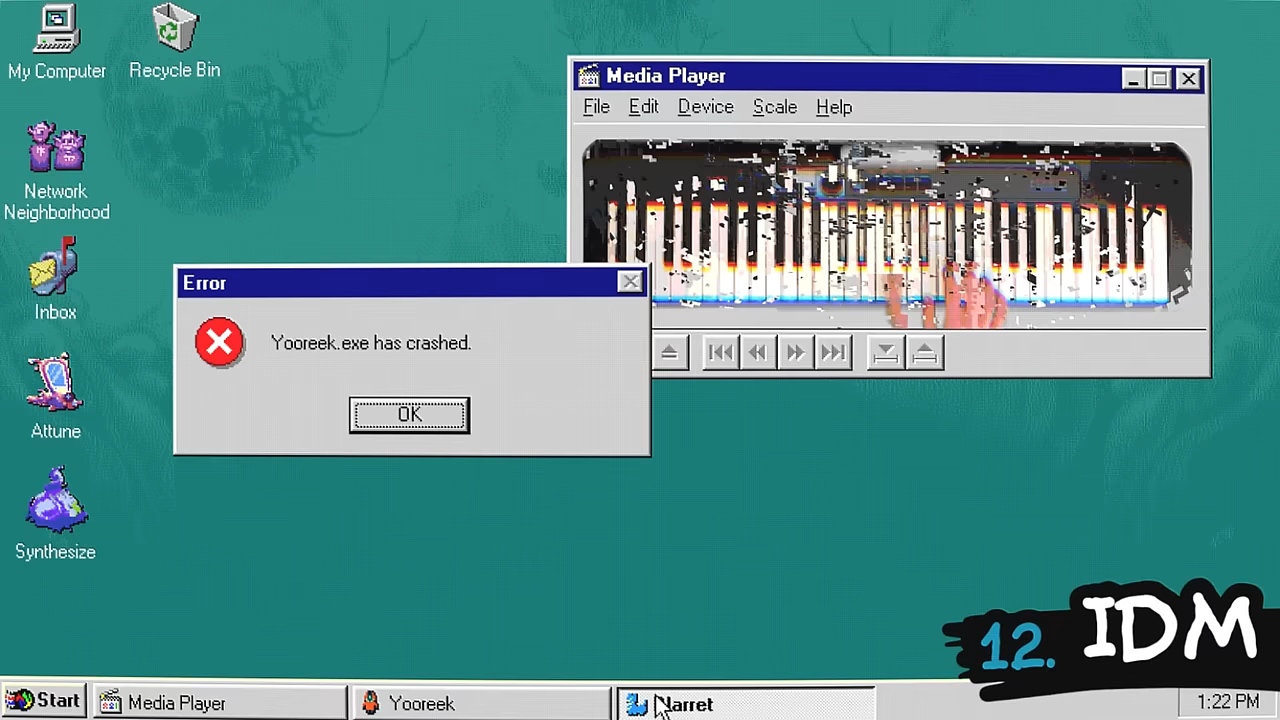 My Computer
Recycle Bin
Network
Neighborhood
Inbox
Attune
Synthesize
Media Player
File Edit Device Scale Help
Error
Yooreek.exe has crashed.
OK
12. IDM
Start
Media Player
Yooreek
1:22 PM